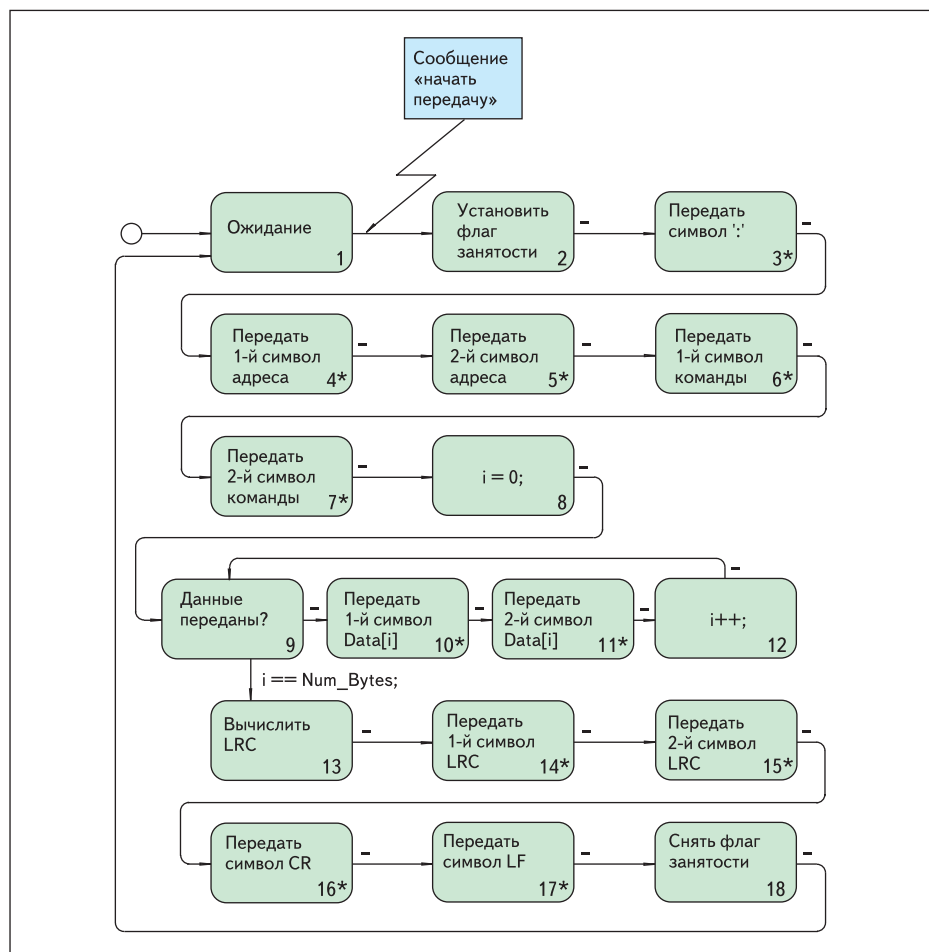 Сообщение
«начать
передачу»
Ожидание
1
Установить
флаг
занятости
2
–
Передать
символ ':'
3*
–
Передать
1-й символ
адреса
4*
–
Передать
2-й символ
адреса
5*
–
Передать
1-й символ
команды
6*
–
Передать
2-й символ
команды
7*
–
i = 0;
8
–
–
Данные
переданы?
9
–
Передать
1-й символ
Data[i]
10*
–
Передать
2-й символ
Data[i]
11*
–
i++;
12
i == Num_Bytes;
Вычислить
LRC
13
–
Передать
1-й символ
LRC
14*
–
Передать
2-й символ
LRC
15*
–
Передать
символ CR
16*
–
Передать
символ LF
17*
–
Снять флаг
занятости
18
–